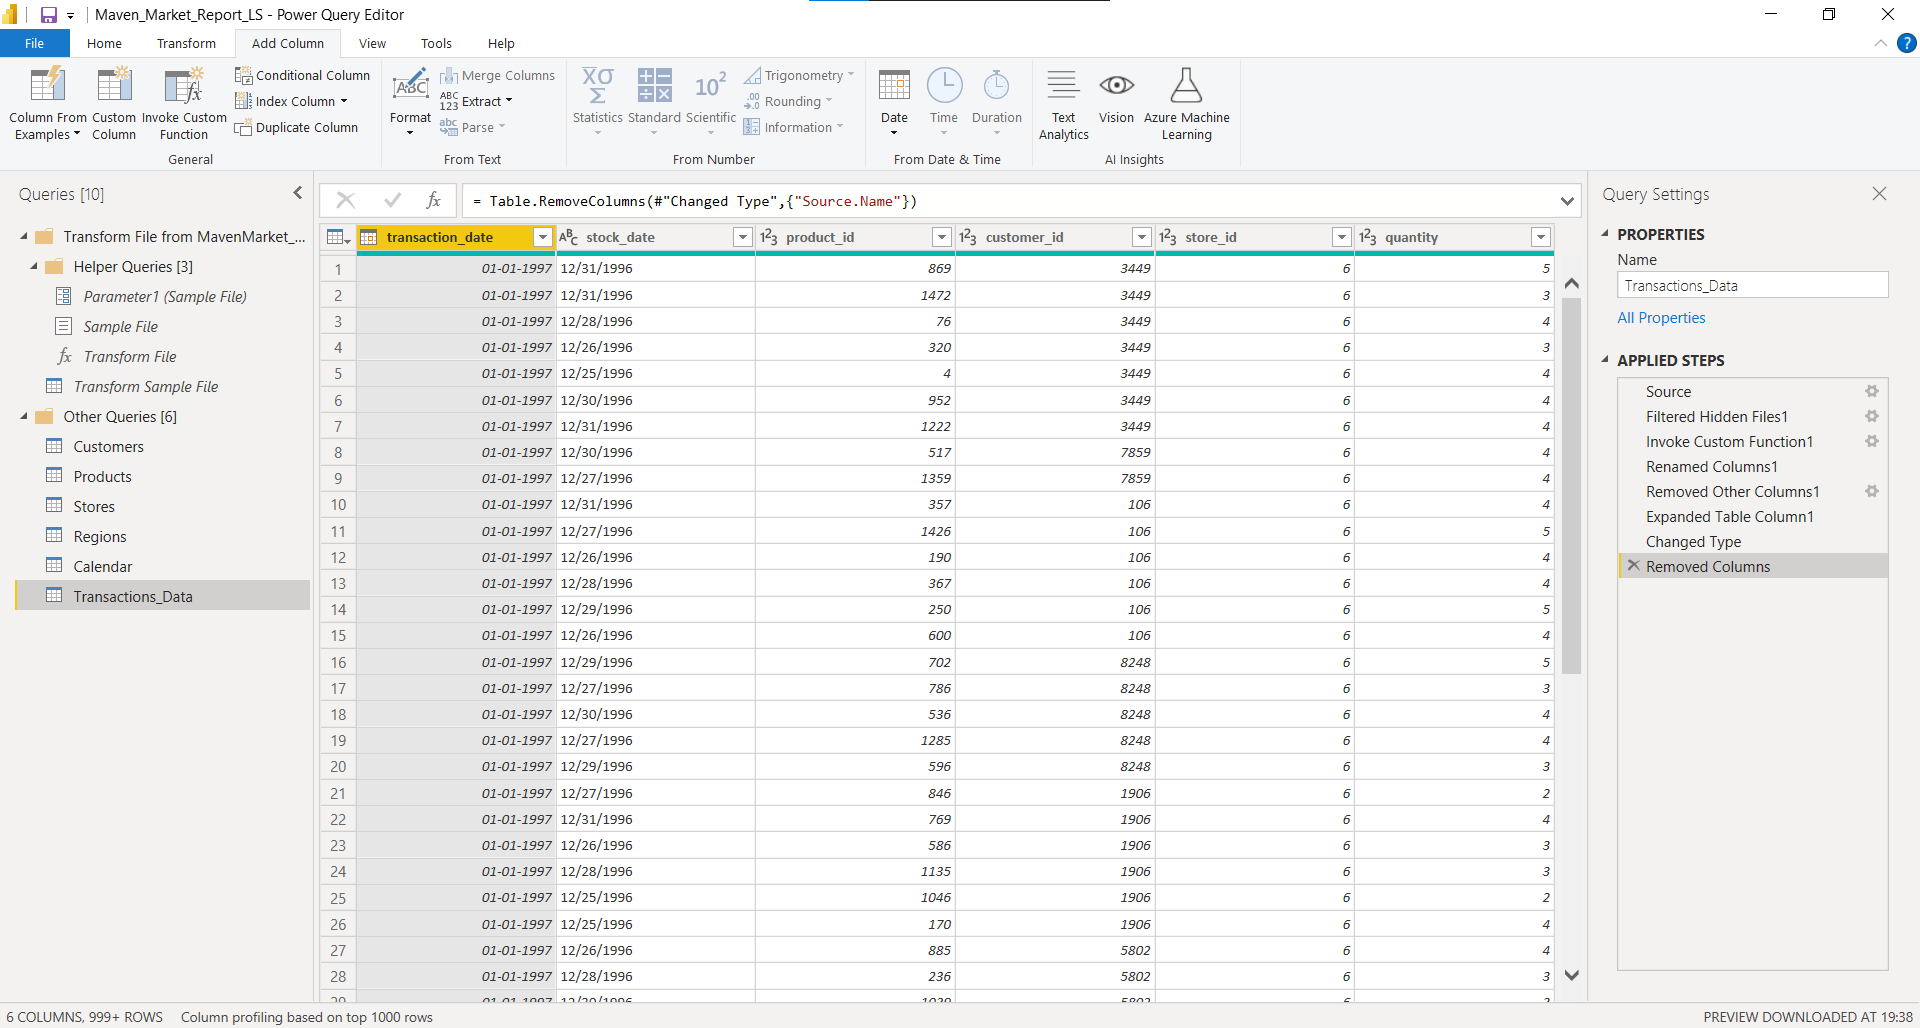 Maven_Market_Report_LS - Power Query Editor
File Home Transform Add Column View Tools Help ?
Column From Examples
Custom Column
Invoke Custom Function
Conditional Column
Index Column
Duplicate Column
General
Format
Merge Columns
Extract
Parse
From Text
Statistics
Standard
Scientific
Trigonometry
Rounding
Information
From Number
Date
Time
Duration
From Date & Time
Text Analytics
Vision
Azure Machine Learning
AI Insights
Queries [10]
Transform File from MavenMarket_...
Helper Queries [3]
Parameter1 (Sample File)
Sample File
fx Transform File
Transform Sample File
Other Queries [6]
Customers
Products
Stores
Regions
Calendar
Transactions_Data
fx = Table.RemoveColumns(#"Changed Type",{"Source.Name"})
transaction_date ABC stock_date 123 product_id 123 customer_id 123 store_id 123 quantity
1 01-01-1997 12/31/1996 869 3449 6 5
2 01-01-1997 12/31/1996 1472 3449 6 3
3 01-01-1997 12/28/1996 76 3449 6 4
4 01-01-1997 12/26/1996 320 3449 6 3
5 01-01-1997 12/25/1996 4 3449 6 4
6 01-01-1997 12/30/1996 952 3449 6 4
7 01-01-1997 12/31/1996 1222 3449 6 4
8 01-01-1997 12/30/1996 517 7859 6 4
9 01-01-1997 12/27/1996 1359 7859 6 4
10 01-01-1997 12/31/1996 357 106 6 4
11 01-01-1997 12/27/1996 1426 106 6 5
12 01-01-1997 12/26/1996 190 106 6 4
13 01-01-1997 12/28/1996 367 106 6 4
14 01-01-1997 12/29/1996 250 106 6 5
15 01-01-1997 12/26/1996 600 106 6 4
16 01-01-1997 12/29/1996 702 8248 6 5
17 01-01-1997 12/27/1996 786 8248 6 3
18 01-01-1997 12/30/1996 536 8248 6 4
19 01-01-1997 12/27/1996 1285 8248 6 4
20 01-01-1997 12/29/1996 596 8248 6 3
21 01-01-1997 12/27/1996 846 1906 6 2
22 01-01-1997 12/31/1996 769 1906 6 4
23 01-01-1997 12/26/1996 586 1906 6 3
24 01-01-1997 12/28/1996 1135 1906 6 3
25 01-01-1997 12/25/1996 1046 1906 6 2
26 01-01-1997 12/25/1996 170 1906 6 4
27 01-01-1997 12/26/1996 885 5802 6 4
28 01-01-1997 12/28/1996 236 5802 6 3
Query Settings
PROPERTIES
Name
Transactions_Data
All Properties
APPLIED STEPS
Source
Filtered Hidden Files1
Invoke Custom Function1
Renamed Columns1
Removed Other Columns1
Expanded Table Column1
Changed Type
Removed Columns
6 COLUMNS, 999+ ROWS Column profiling based on top 1000 rows
PREVIEW DOWNLOADED AT 19:38